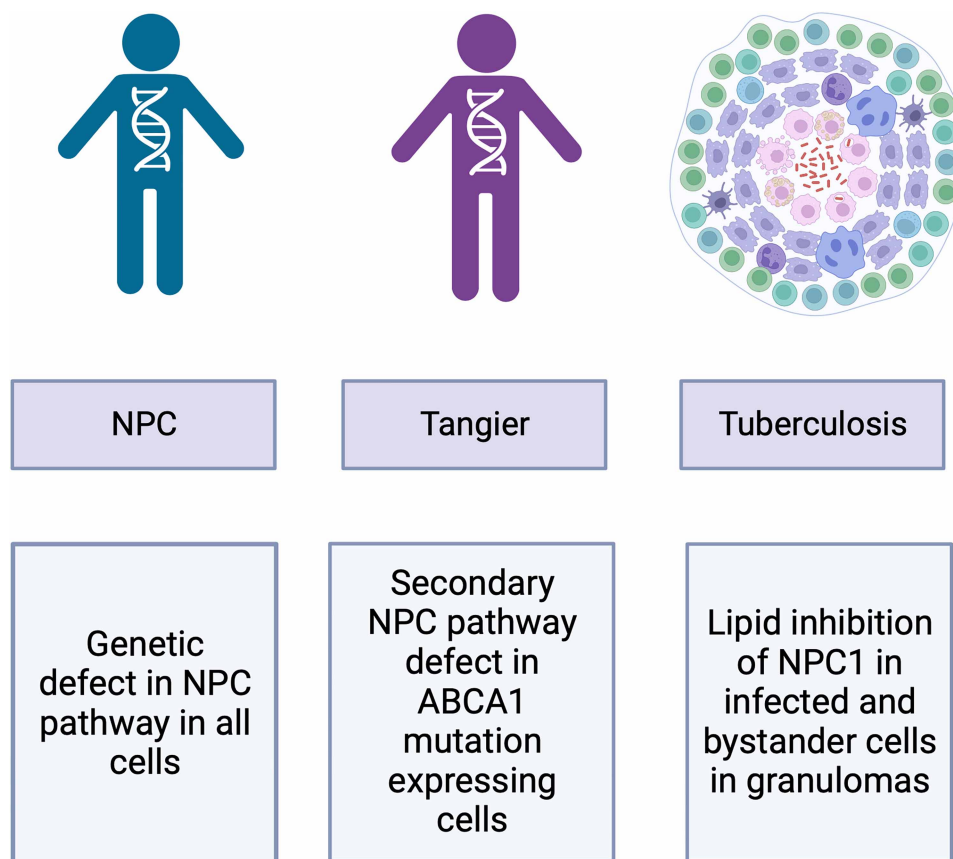 NPC
Tangier
Tuberculosis
Genetic
defect in NPC
pathway in all
cells
Secondary
NPC pathway
defect in
ABCA1
mutation
expressing
cells
Lipid inhibition
of NPC1 in
infected and
bystander cells
in granulomas